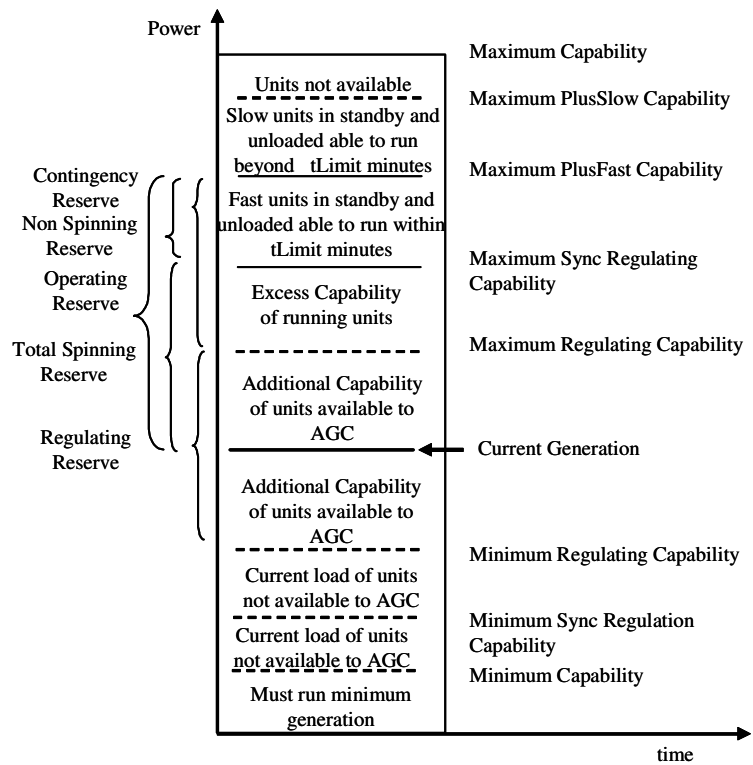 Power
Maximum Capability
Units not available
Maximum PlusSlow Capability
Slow units in standby and
unloaded able to run
beyond tLimit minutes
Maximum PlusFast Capability
Contingency
Reserve
Fast units in standby and
unloaded able to run within
tLimit minutes
Non Spinning
Reserve
Maximum Sync Regulating
Capability
Operating
Reserve
Excess Capability
of running units
Total Spinning
Reserve
Maximum Regulating Capability
Additional Capability
of units available to
AGC
Regulating
Reserve
Current Generation
Additional Capability
of units available to
AGC
Minimum Regulating Capability
Current load of units
not available to AGC
Minimum Sync Regulation
Capability
Current load of units
not available to AGC
Minimum Capability
Must run minimum
generation
time